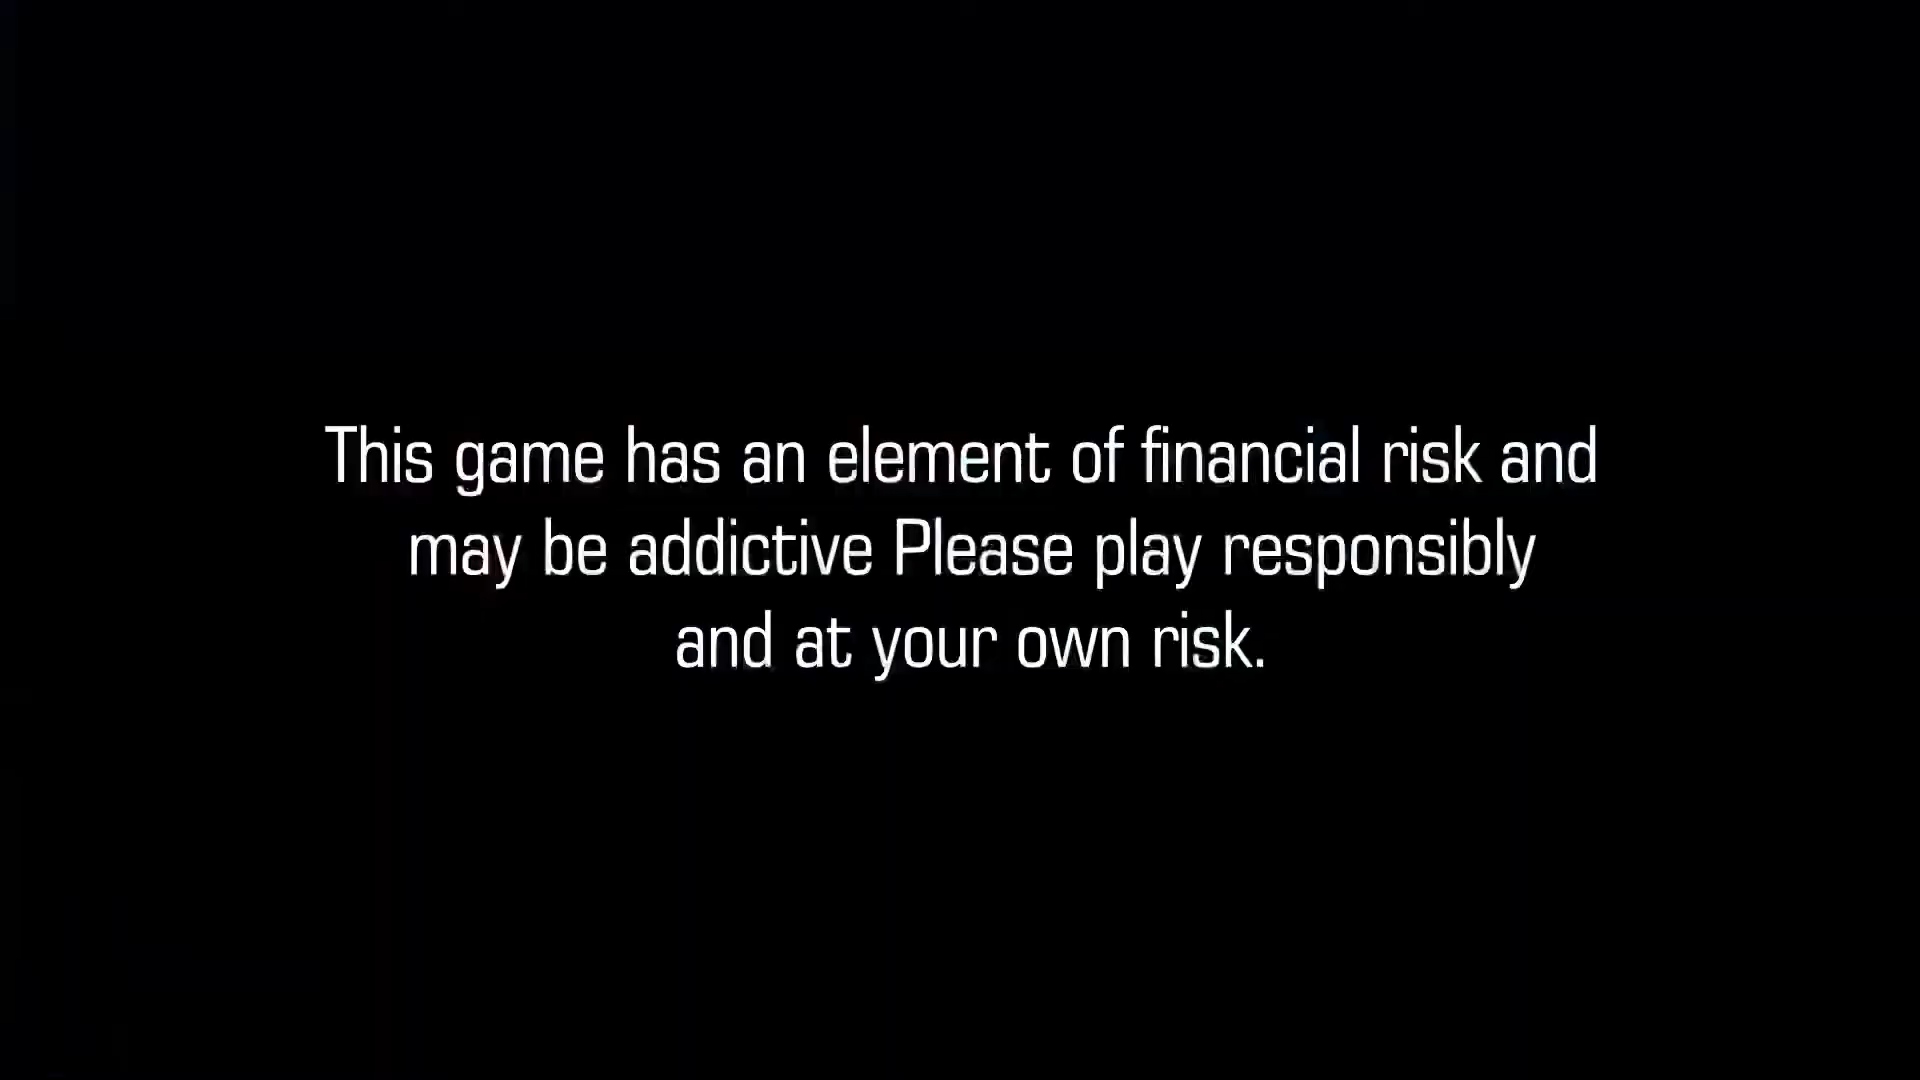 This game has an element of financial risk and
may be addictive Please play responsibly
and at your own risk.